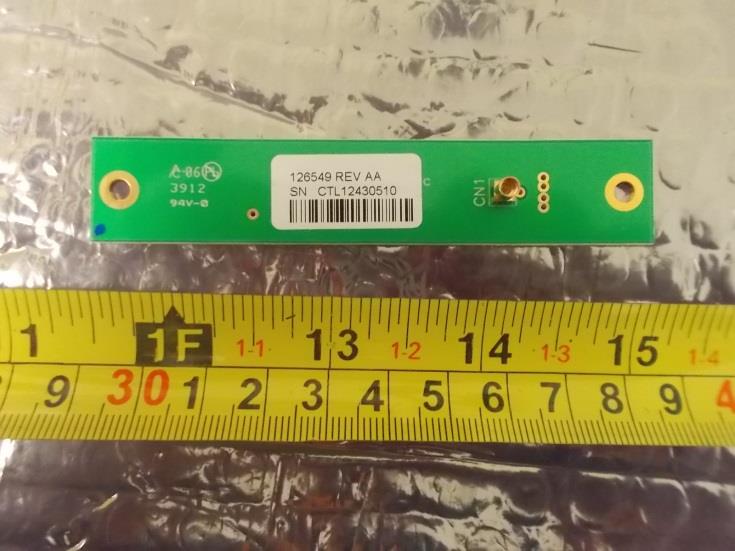 C-06
3912
94V-0
126549 REV AA
SN CTL12430510
C
CN1
1 1F 1-1 13 1-2 14 1-3 15 1-4
9 30 1 2 3 4 5 6 7 8 9 4